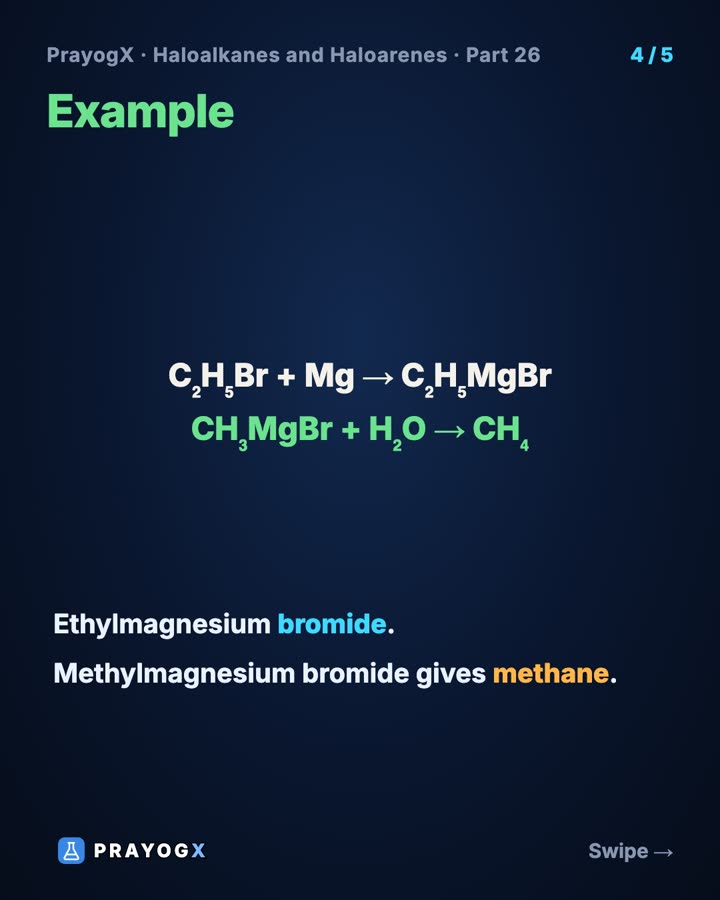 PrayogX · Haloalkanes and Haloarenes · Part 26
4 / 5
Example
C₂H₅Br + Mg → C₂H₅MgBr
CH₃MgBr + H₂O → CH₄
Ethylmagnesium bromide.
Methylmagnesium bromide gives methane.
PRAYOGX
Swipe →